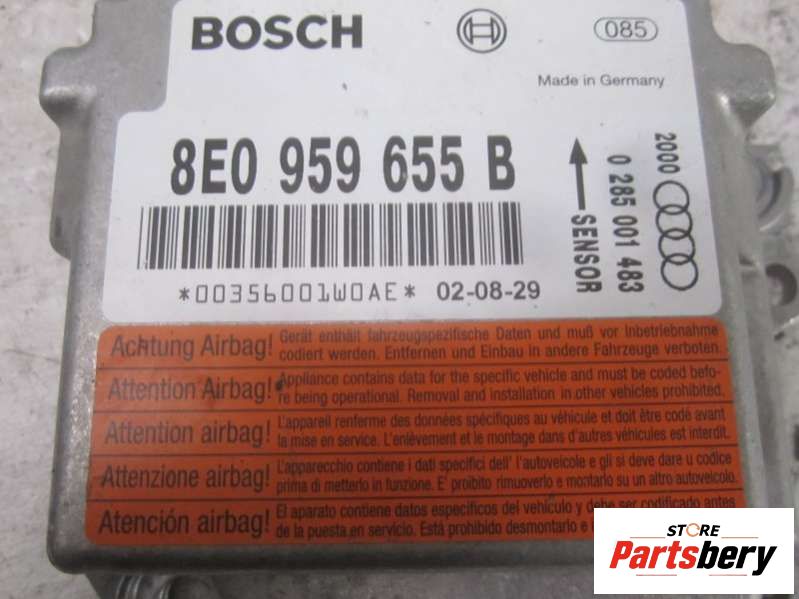 BOSCH
085
Made in Germany
8E0 959 655 B
SENSOR
0 285 001 483
2000
*00356001W0AE* 02-08-29
Achtung Airbag! Gerät enthält fahrzeugspezifische Daten und muß vor Inbetriebnahme
codiert werden. Entfernen und Einbau in andere Fahrzeuge verboten.
Attention Airbag! Appliance contains data for the specific vehicle and must be coded befo-
re being operational. Removal and installation in other vehicles prohibited.
Attention airbag! L'appareil renferme des données spécifiques au véhicule et doit être codé avant
la mise en service. L'enlèvement et le montage dans d'autres véhicules est interdit.
Attenzione airbag! L'apparecchio contiene i dati specifici dell' l'autoveicolo e gli si deve dare u codice
prima di metterlo in funzione. E' proibito rimuoverlo e montarlo su un altro autoveicolo.
Atención airbag! El aparato contiene datos específicos del vehículo y debe ser codificado antes
de la puesta en servicio. Está prohibido desmontarlo e
STORE
Partsbery